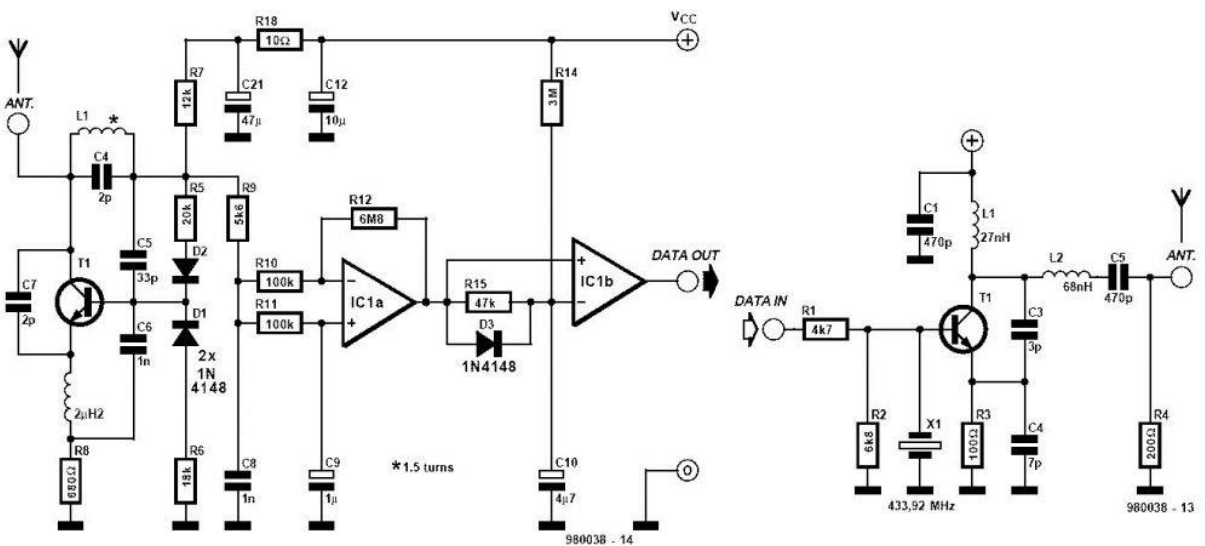 VCC
R18
10Ω
R7
12k
C21
47µ
C12
10µ
R14
3M
ANT.
L1
*
C4
2p
R5
20k
R9
5k6
R12
6M8
C5
33p
D2
C7
2p
T1
R10
100k
IC1a
R11
100k
R15
47k
D3
1N4148
IC1b
DATA OUT
C6
1n
D1
2x
1N
4148
2µH2
R8
680Ω
R6
18k
C8
1n
C9
1µ
*1.5 turns
C10
4µ7
0
980038 - 14
C1
470p
L1
27nH
L2
68nH
C5
470p
ANT.
DATA IN
R1
4k7
T1
C3
3p
R2
6k8
X1
433,92 MHz
R3
100Ω
C4
7p
R4
200Ω
980038 - 13